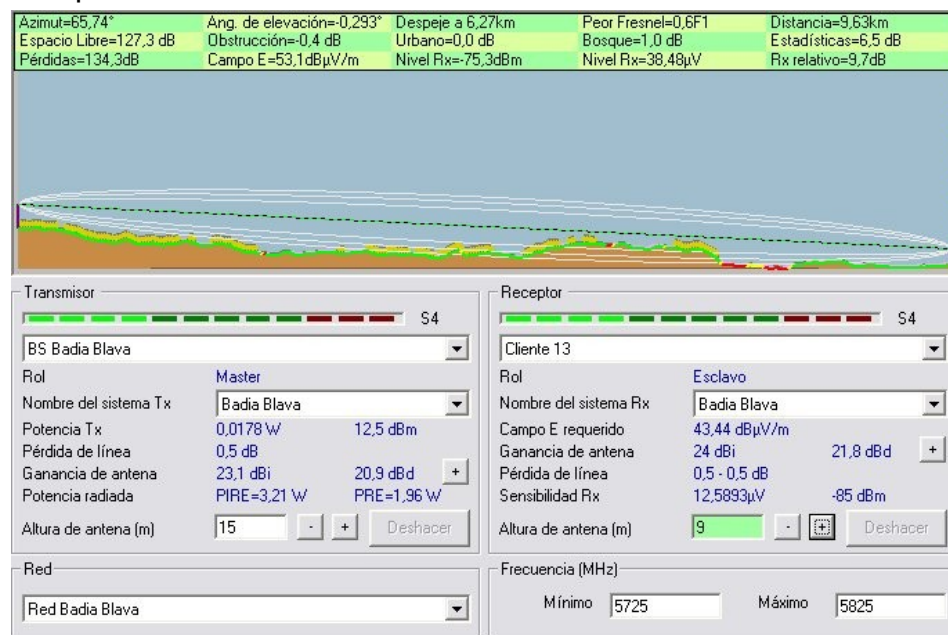 Azimut=65,74° Ang. de elevación=-0,293° Despeje a 6,27km Peor Fresnel=0,6F1 Distancia=9,63km
Espacio Libre=127,3 dB Obstrucción=-0,4 dB Urbano=0,0 dB Bosque=1,0 dB Estadísticas=6,5 dB
Pérdidas=134,3dB Campo E=53,1dBµV/m Nivel Rx=-75,3dBm Nivel Rx=38,48µV Rx relativo=9,7dB
Transmisor
S4
BS Badia Blava
Rol Master
Nombre del sistema Tx Badia Blava
Potencia Tx 0,0178 W 12,5 dBm
Pérdida de línea 0,5 dB
Ganancia de antena 23,1 dBi 20,9 dBd +
Potencia radiada PIRE=3,21 W PRE=1,96 W
Altura de antena (m) 15 - + Deshacer
Red
Red Badia Blava
Receptor
S4
Cliente 13
Rol Esclavo
Nombre del sistema Rx Badia Blava
Campo E requerido 43,44 dBµV/m
Ganancia de antena 24 dBi 21,8 dBd +
Pérdida de línea 0,5 - 0,5 dB
Sensibilidad Rx 12,5893µV -85 dBm
Altura de antena (m) 9 - + Deshacer
Frecuencia (MHz)
Mínimo 5725 Máximo 5825